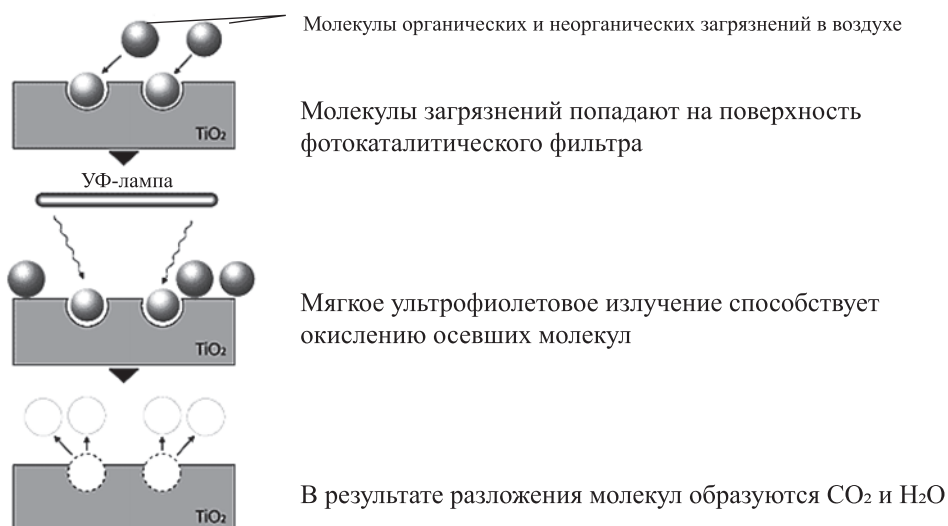 Молекулы органических и неорганических загрязнений в воздухе
Молекулы загрязнений попадают на поверхность
фотокаталитического фильтра
TiO₂
УФ-лампа
Мягкое ультрофиолетовое излучение способствует
окислению осевших молекул
TiO₂
В результате разложения молекул образуются CO₂ и H₂O
TiO₂